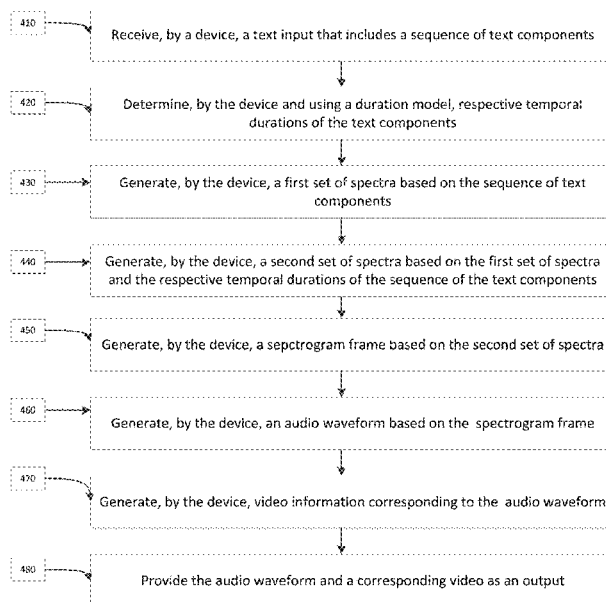 410
Receive, by a device, a text input that includes a sequence of text components
420
Determine, by the device and using a duration model, respective temporal
durations of the text components
430
Generate, by the device, a first set of spectra based on the sequence of text
components
440
Generate, by the device, a second set of spectra based on the first set of spectra
and the respective temporal durations of the sequence of the text components
450
Generate, by the device, a sepctrogram frame based on the second set of spectra
460
Generate, by the device, an audio waveform based on the spectrogram frame
470
Generate, by the device, video information corresponding to the audio waveform
480
Provide the audio waveform and a corresponding video as an output